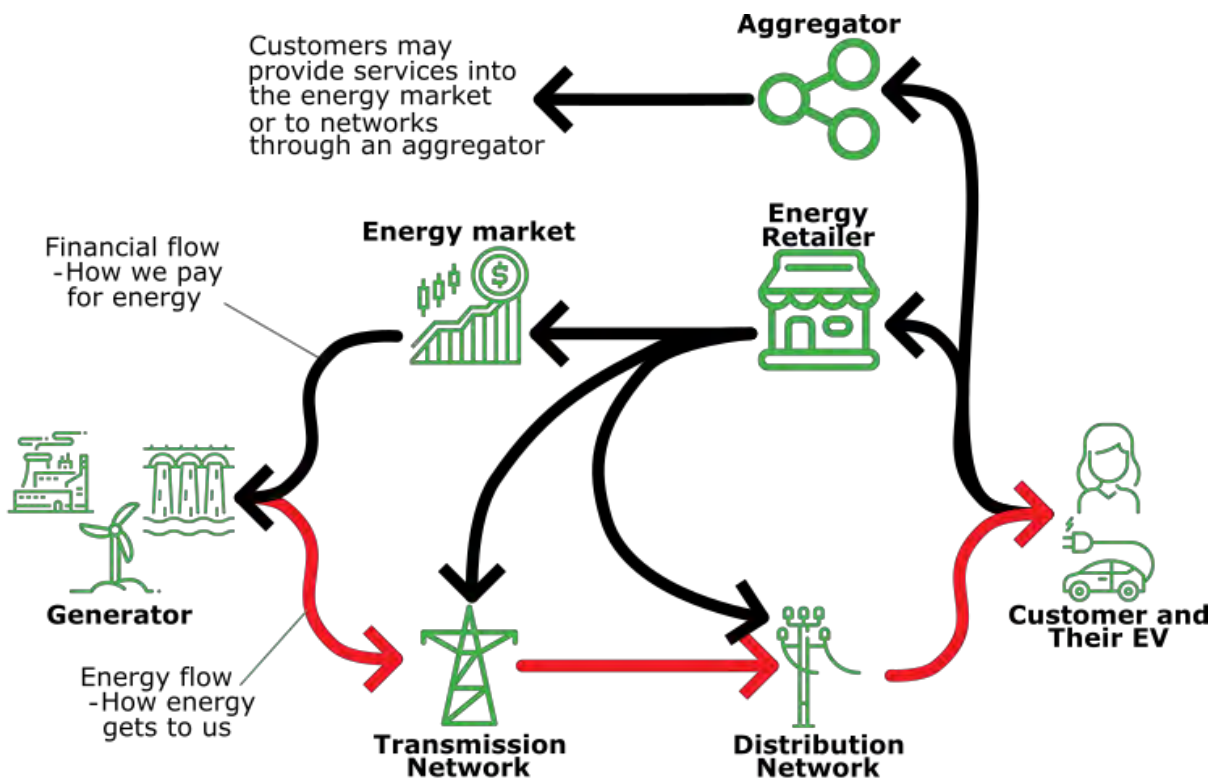 Aggregator
Customers may
provide services into
the energy market
or to networks
through an aggregator
Energy
Retailer
Energy market
$
Financial flow
-How we pay
for energy
Generator
Customer and
Their EV
Energy flow
-How energy
gets to us
Transmission
Network
Distribution
Network